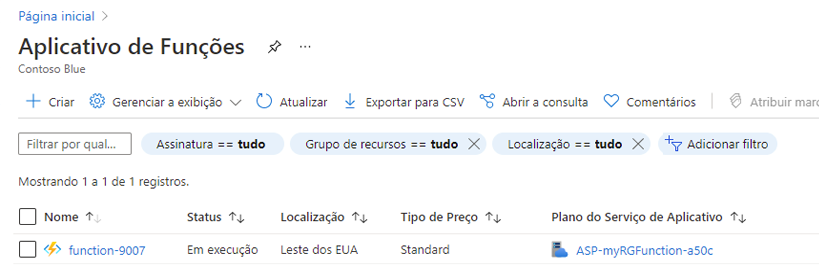 Página inicial
Aplicativo de Funções
Contoso Blue
Criar Gerenciar a exibição Atualizar Exportar para CSV Abrir a consulta Comentários Atribuir
Filtrar por qual... Assinatura == tudo Grupo de recursos == tudo Localização == tudo Adicionar filtro
Mostrando 1 a 1 de 1 registros.
Nome Status Localização Tipo de Preço Plano do Serviço de Aplicativo
function-9007 Em execução Leste dos EUA Standard ASP-myRGFunction-a50c